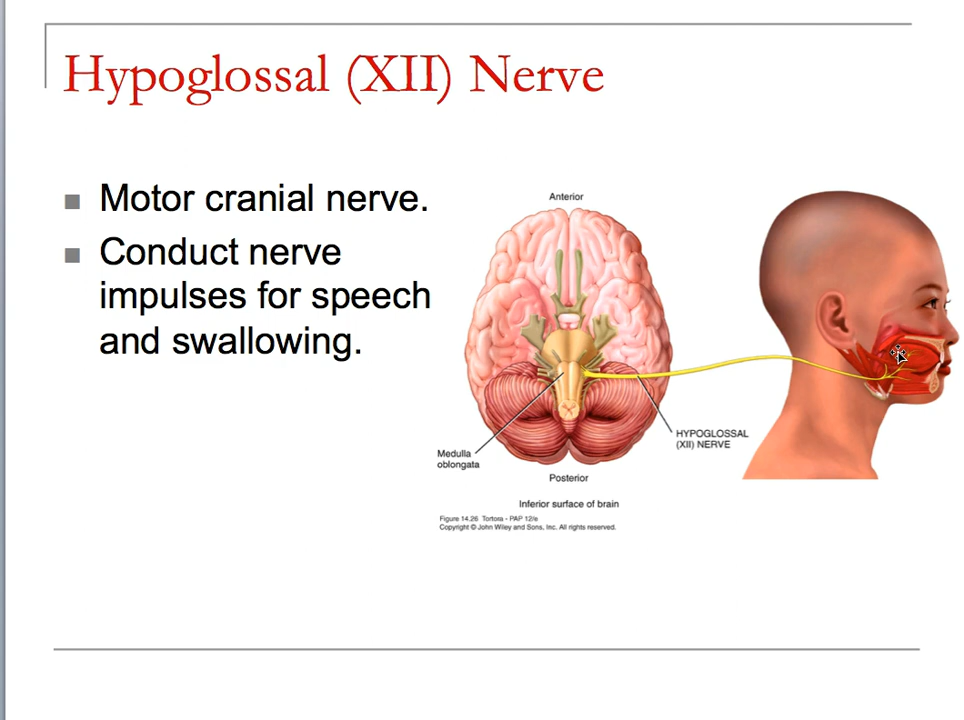 Hypoglossal (XII) Nerve
Motor cranial nerve.
Conduct nerve
impulses for speech
and swallowing.
Anterior
HYPOGLOSSAL
(XII) NERVE
Medulla
oblongata
Posterior
Inferior surface of brain
Figure 14.26 Tortora - PAP 12/e
Copyright © John Wiley and Sons, Inc. All rights reserved.